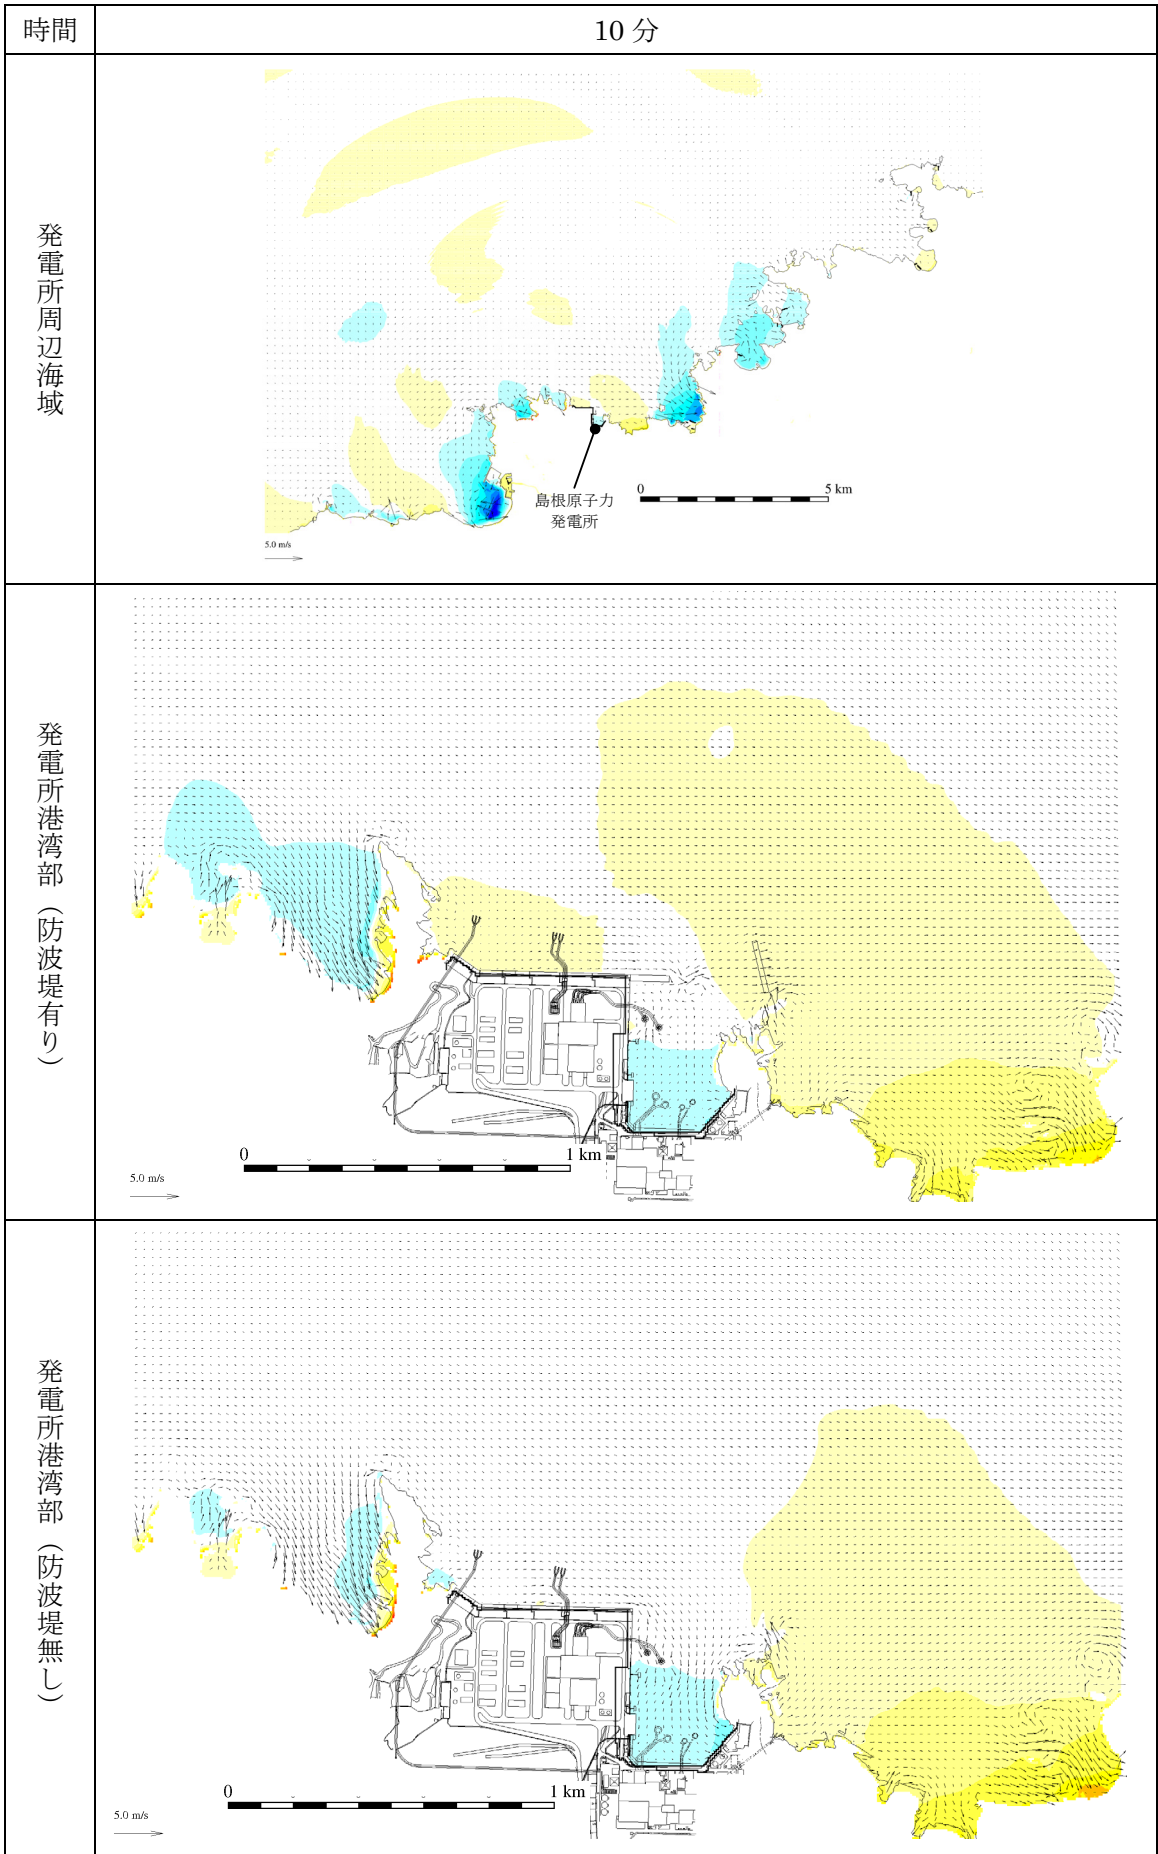 時間
10 分
発電所周辺海域
島根原子力
発電所
0
5 km
5.0 m/s
発電所港湾部（防波堤有り）
0
1 km
5.0 m/s
発電所港湾部（防波堤無し）
0
1 km
5.0 m/s